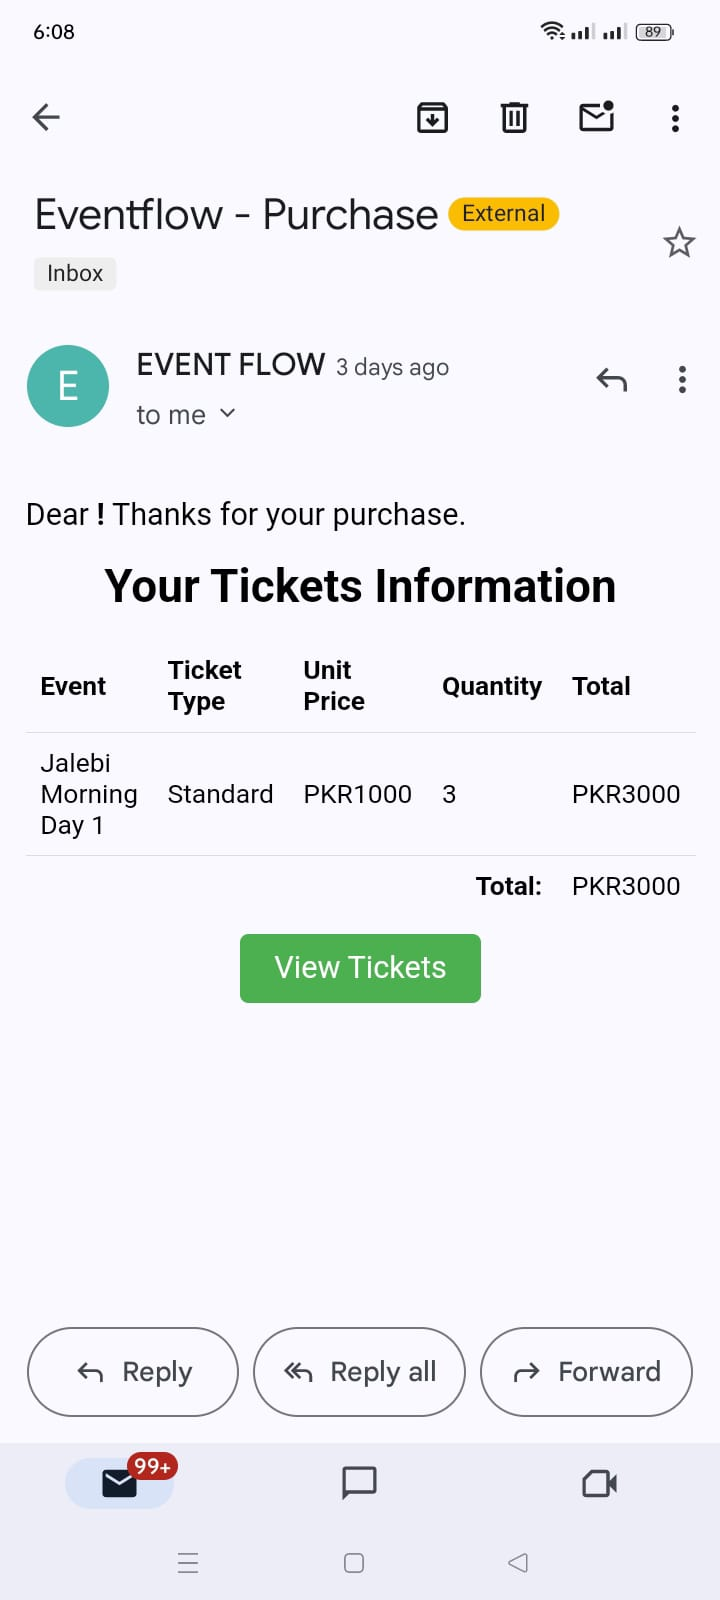 6:08
89
Eventflow - Purchase External
Inbox
E
EVENT FLOW 3 days ago
to me
Dear ! Thanks for your purchase.
Your Tickets Information
Event Ticket Type Unit Price Quantity Total
Jalebi Morning Day 1 Standard PKR1000 3 PKR3000
Total: PKR3000
View Tickets
Reply Reply all Forward
99+